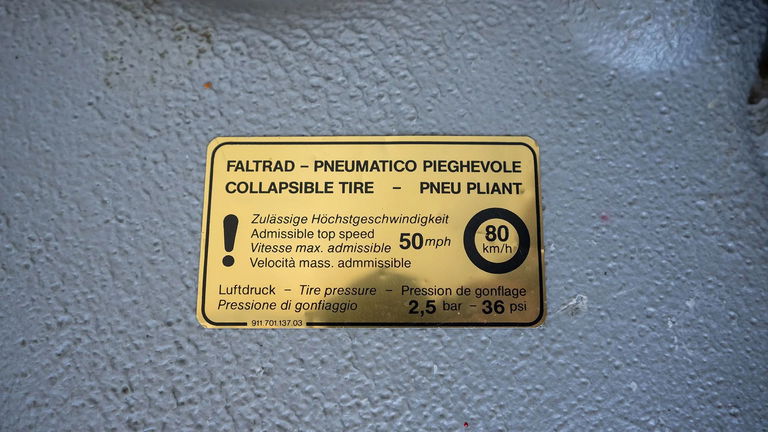 FALTRAD – PNEUMATICO PIEGHEVOLE
COLLAPSIBLE TIRE – PNEU PLIANT
! Zulässige Höchstgeschwindigkeit
Admissible top speed
Vitesse max. admissible 50 mph
Velocità mass. admmissible
80 km/h
Luftdruck – Tire pressure – Pression de gonflage
Pressione di gonfiaggio 2,5 bar – 36 psi
911.701.137.03